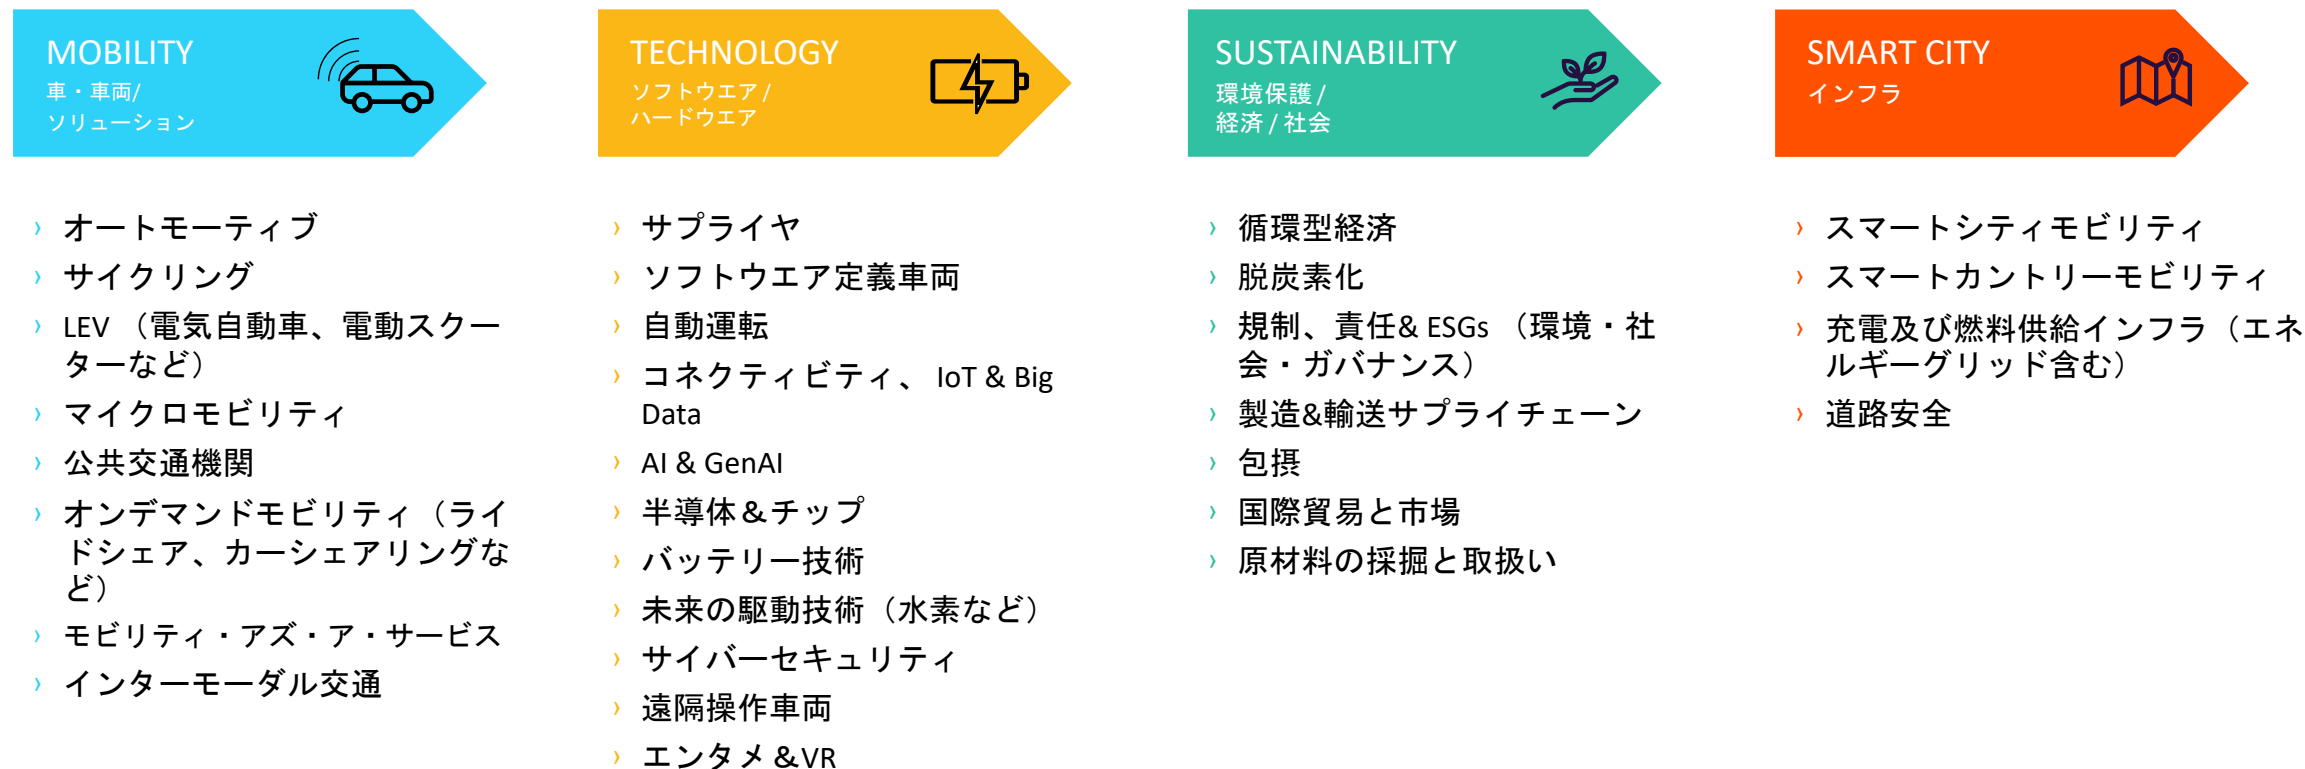 MOBILITY
車・車両/
ソリューション
オートモーティブ
サイクリング
LEV （電気自動車、電動スクー
ターなど）
マイクロモビリティ
公共交通機関
オンデマンドモビリティ（ライ
ドシェア、カーシェアリングな
ど）
モビリティ・アズ・ア・サービス
インターモーダル交通
TECHNOLOGY
ソフトウエア /
ハードウエア
サプライヤ
ソフトウエア定義車両
自動運転
コネクティビティ、 IoT & Big
Data
AI & GenAI
半導体＆チップ
バッテリー技術
未来の駆動技術（水素など）
サイバーセキュリティ
遠隔操作車両
エンタメ &VR
SUSTAINABILITY
環境保護 /
経済 / 社会
循環型経済
脱炭素化
規制、責任& ESGs （環境・社
会・ガバナンス）
製造&輸送サプライチェーン
包摂
国際貿易と市場
原材料の採掘と取扱い
SMART CITY
インフラ
スマートシティモビリティ
スマートカントリーモビリティ
充電及び燃料供給インフラ（エネ
ルギーグリッド含む）
道路安全